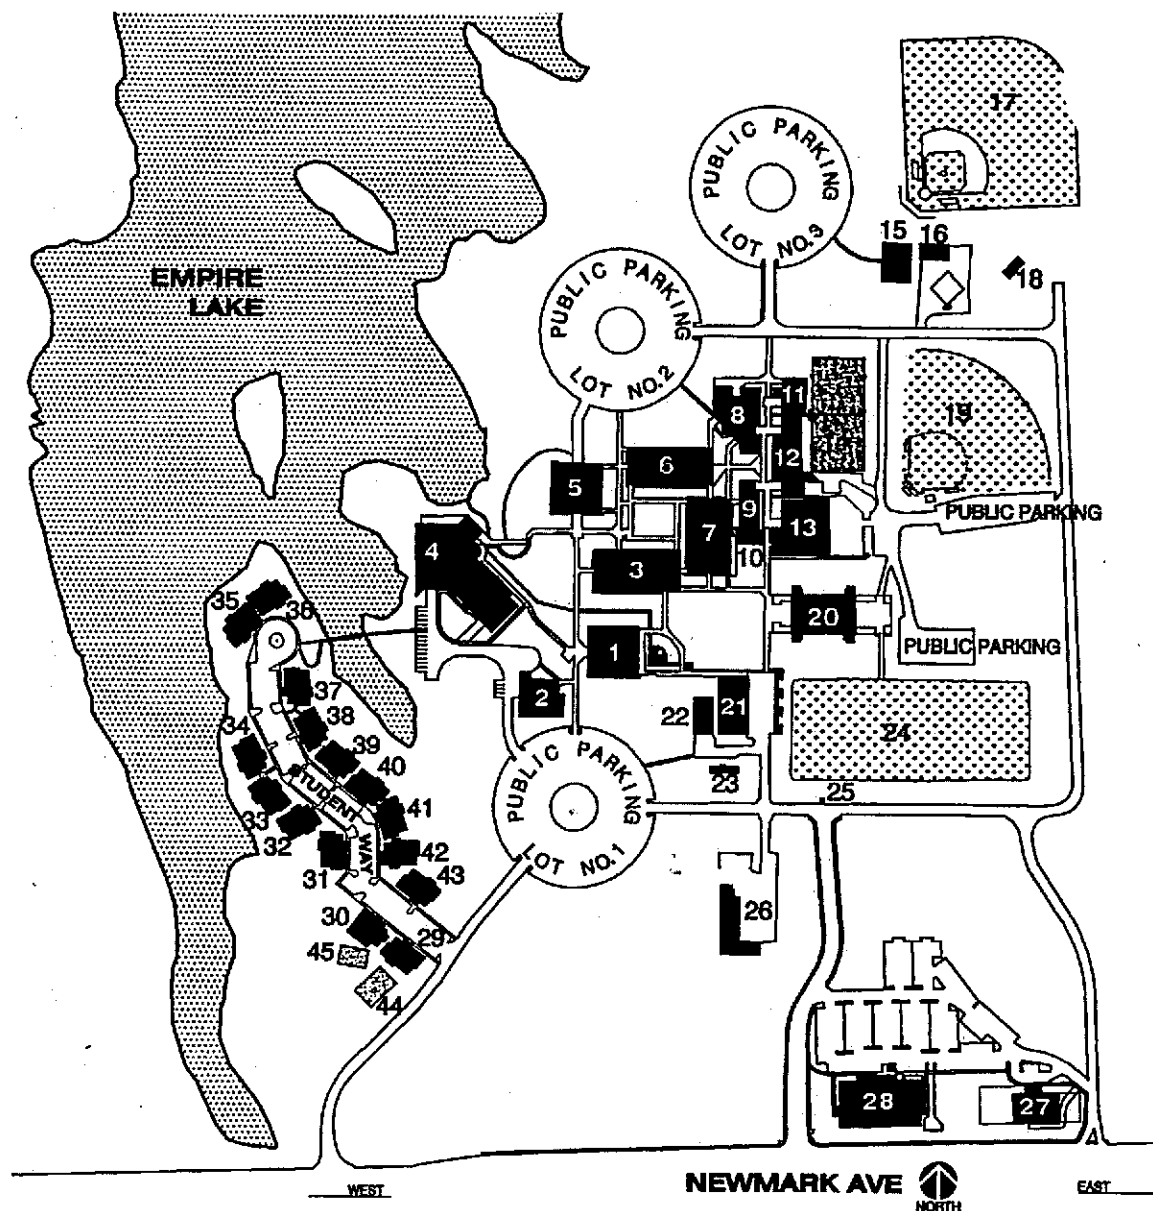 17
PUBLIC PARKING
LOT NO.3
15
16
18
EMPIRE
LAKE
PUBLIC PARKING
LOT NO.2
11
8
19
6
12
5
9
7
13
PUBLIC PARKING
4
10
3
35
36
20
PUBLIC PARKING
1
37
2
22
21
38
34
39
24
40
23
25
STUDENT
WAY
PUBLIC PARKING
LOT NO.1
33
41
32
42
31
43
26
30
29
45
44
28
27
NEWMARK AVE
WEST
EAST
NORTH